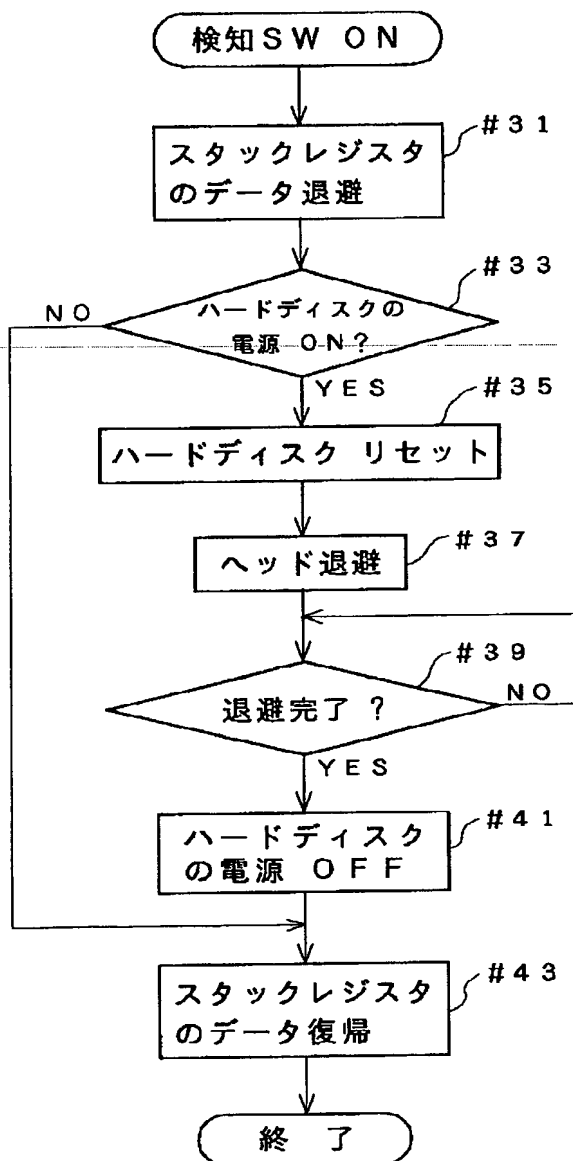 検知SW ON
#31
スタックレジスタ
のデータ退避
#33
NO
ハードディスクの
電源 ON?
YES
#35
ハードディスク リセット
#37
ヘッド退避
#39
退避完了 ?
NO
YES
#41
ハードディスク
の電源 OFF
#43
スタックレジスタ
のデータ復帰
終 了